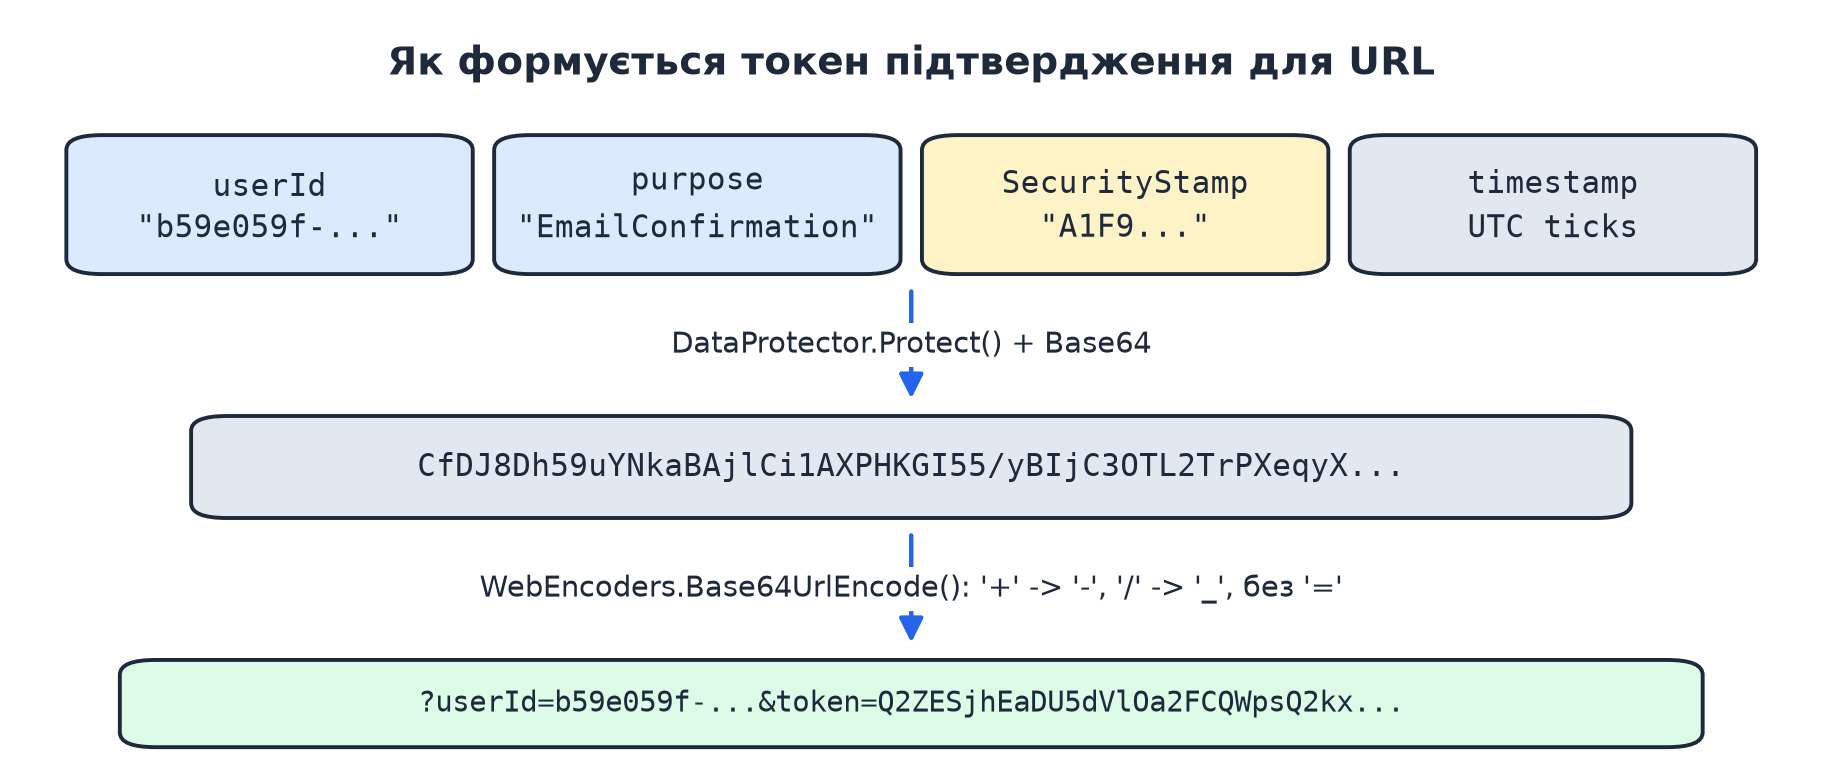 Як формується токен підтвердження для URL
userId
"b59e059f-..."
purpose
"EmailConfirmation"
SecurityStamp
"A1F9..."
timestamp
UTC ticks
DataProtector.Protect() + Base64
CfDJ8Dh59uYNkaBAjlCi1AXPHKGI55/yBIjC3OTL2TrPXeqyX...
WebEncoders.Base64UrlEncode(): '+' -> '-', '/' -> '_', без '='
?userId=b59e059f-...&token=Q2ZESjhEaDU5dVlOa2FCQWpsQ2kx...